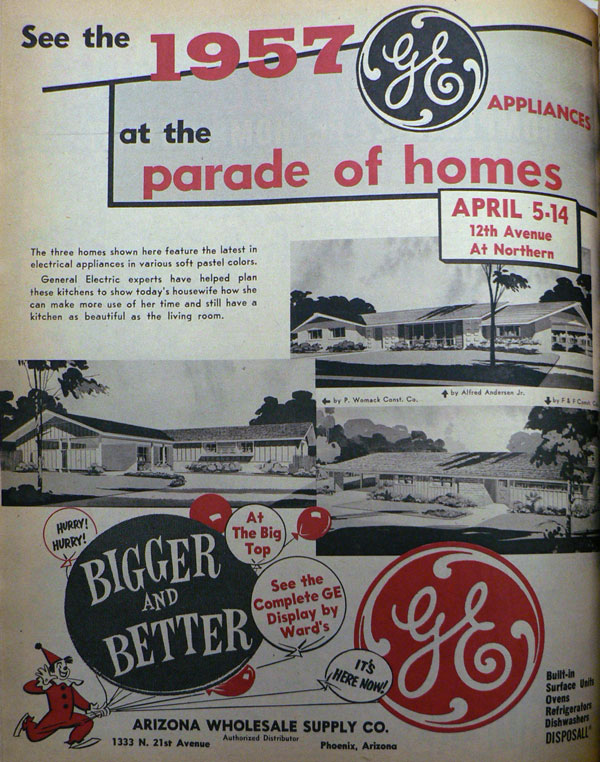 See the 1957 GE APPLIANCES
at the
parade of homes
APRIL 5-14
12th Avenue
At Northern
The three homes shown here feature the latest in
electrical appliances in various soft pastel colors.
General Electric experts have helped plan
these kitchens to show today's housewife how she
can make more use of her time and still have a
kitchen as beautiful as the living room.
by P. Womack Const. Co.
by Alfred Andersen Jr.
by F & F Const.
HURRY!
HURRY!
BIGGER
AND
BETTER
At
The Big
Top
See the
Complete GE
Display by
Ward's
IT'S
HERE NOW!
GE
Built-in
Surface Units
Ovens
Refrigerators
Dishwashers
DISPOSALL
ARIZONA WHOLESALE SUPPLY CO.
1333 N. 21st Avenue Authorized Distributor Phoenix, Arizona